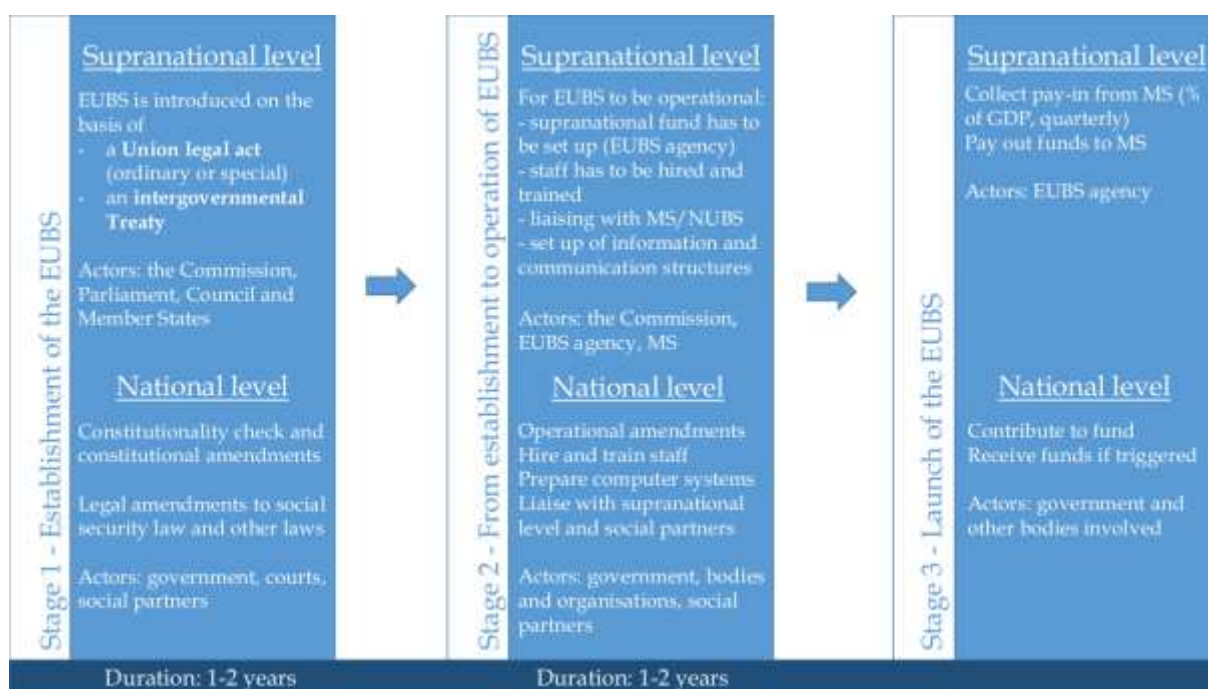 Stage 1 - Establishment of the EUBS
Supranational level
EUBS is introduced on the
basis of
- a Union legal act
(ordinary or special)
- an intergovernmental
Treaty
Actors: the Commission,
Parliament, Council and
Member States
National level
Constitutionality check and
constitutional amendments
Legal amendments to social
security law and other laws
Actors: government, courts,
social partners
Duration: 1-2 years
Stage 2 - From establishment to operation of EUBS
Supranational level
For EUBS to be operational:
- supranational fund has to
be set up (EUBS agency)
- staff has to be hired and
trained
- liaising with MS/NUBS
- set up of information and
communication structures
Actors: the Commission,
EUBS agency, MS
National level
Operational amendments
Hire and train staff
Prepare computer systems
Liaise with supranational
level and social partners
Actors: government, bodies
and organisations, social
partners
Duration: 1-2 years
Stage 3 - Launch of the EUBS
Supranational level
Collect pay-in from MS (%
of GDP, quarterly)
Pay out funds to MS
Actors: EUBS agency
National level
Contribute to fund
Receive funds if triggered
Actors: government and
other bodies involved